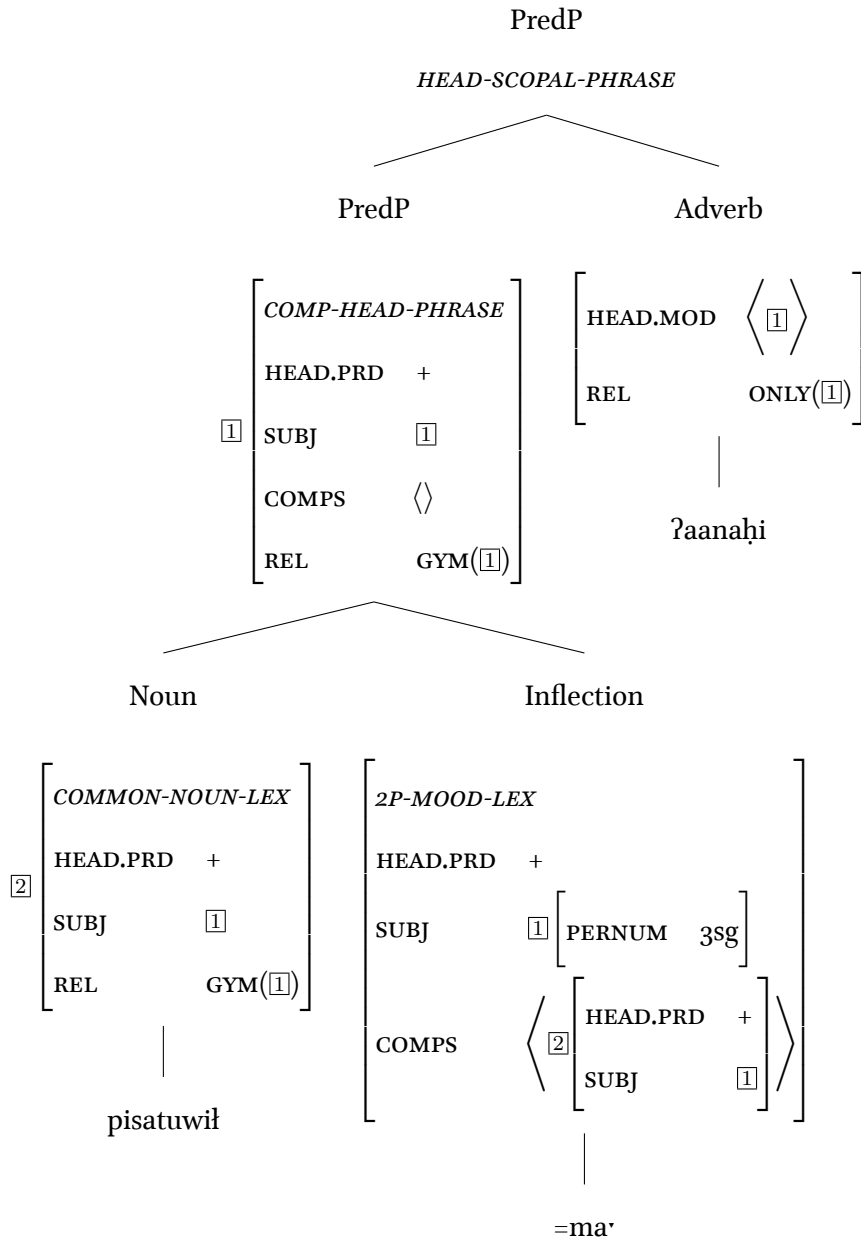 PredP
HEAD-SCOPAL-PHRASE
PredP Adverb
1 [COMP-HEAD-PHRASE
HEAD.PRD +
SUBJ 1
COMPS ⟨⟩
REL GYM(1)]
[HEAD.MOD ⟨1⟩
REL ONLY(1)]
ʔaanaḥi
Noun Inflection
2 [COMMON-NOUN-LEX
HEAD.PRD +
SUBJ 1
REL GYM(1)]
pisatuwił
[2P-MOOD-LEX
HEAD.PRD +
SUBJ 1 [PERNUM 3sg]
COMPS ⟨2 [HEAD.PRD +
SUBJ 1]⟩]
=maˑ